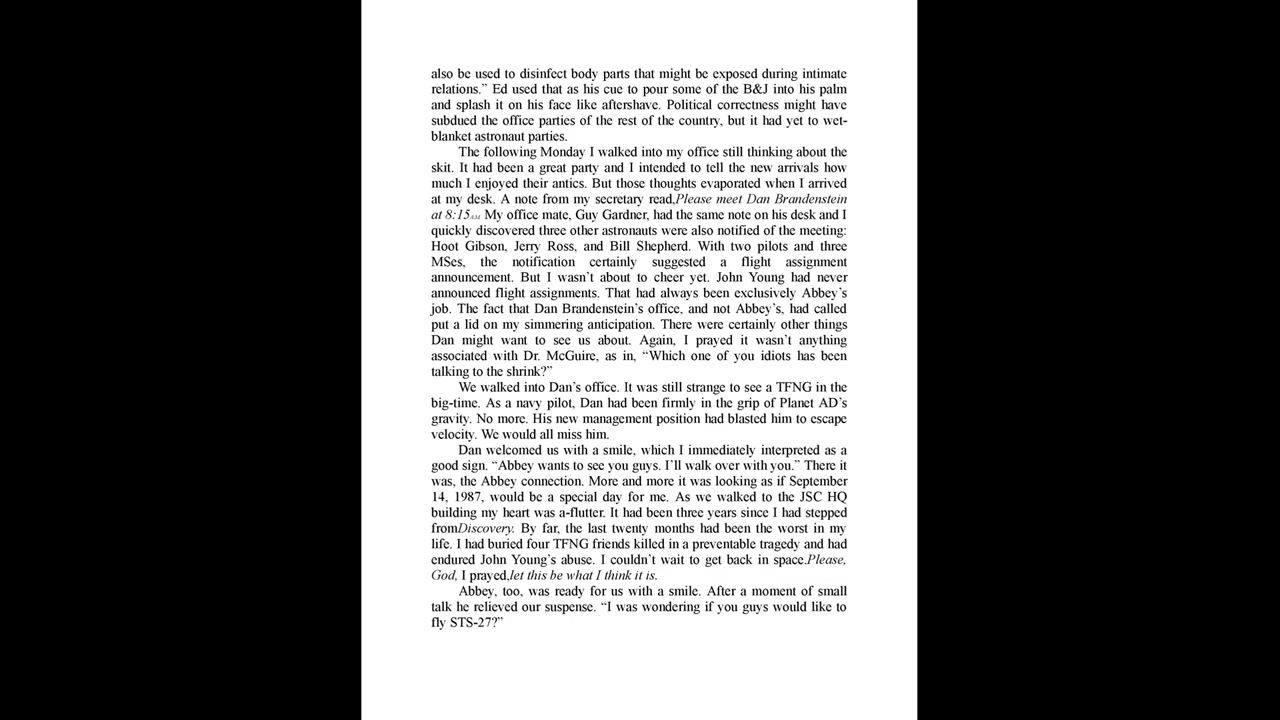 also be used to disinfect body parts that might be exposed during intimate
relations.” Ed used that as his cue to pour some of the B&J into his palm
and splash it on his face like aftershave. Political correctness might have
subdued the office parties of the rest of the country, but it had yet to wet-
blanket astronaut parties.
The following Monday I walked into my office still thinking about the
skit. It had been a great party and I intended to tell the new arrivals how
much I enjoyed their antics. But those thoughts evaporated when I arrived
at my desk. A note from my secretary read,Please meet Dan Brandenstein
at 8:15AM My office mate, Guy Gardner, had the same note on his desk and I
quickly discovered three other astronauts were also notified of the meeting:
Hoot Gibson, Jerry Ross, and Bill Shepherd. With two pilots and three
MSes, the notification certainly suggested a flight assignment
announcement. But I wasn’t about to cheer yet. John Young had never
announced flight assignments. That had always been exclusively Abbey’s
job. The fact that Dan Brandenstein’s office, and not Abbey’s, had called
put a lid on my simmering anticipation. There were certainly other things
Dan might want to see us about. Again, I prayed it wasn’t anything
associated with Dr. McGuire, as in, “Which one of you idiots has been
talking to the shrink?”
We walked into Dan’s office. It was still strange to see a TFNG in the
big-time. As a navy pilot, Dan had been firmly in the grip of Planet AD’s
gravity. No more. His new management position had blasted him to escape
velocity. We would all miss him.
Dan welcomed us with a smile, which I immediately interpreted as a
good sign. “Abbey wants to see you guys. I’ll walk over with you.” There it
was, the Abbey connection. More and more it was looking as if September
14, 1987, would be a special day for me. As we walked to the JSC HQ
building my heart was a-flutter. It had been three years since I had stepped
fromDiscovery. By far, the last twenty months had been the worst in my
life. I had buried four TFNG friends killed in a preventable tragedy and had
endured John Young’s abuse. I couldn’t wait to get back in space.Please,
God, I prayed,let this be what I think it is.
Abbey, too, was ready for us with a smile. After a moment of small
talk he relieved our suspense. “I was wondering if you guys would like to
fly STS-27?”